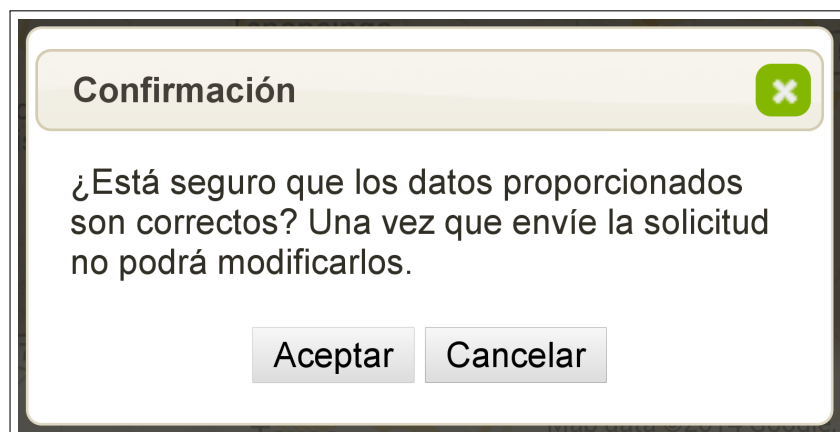 Confirmación
¿Está seguro que los datos proporcionados
son correctos? Una vez que envíe la solicitud
no podrá modificarlos.
Aceptar Cancelar